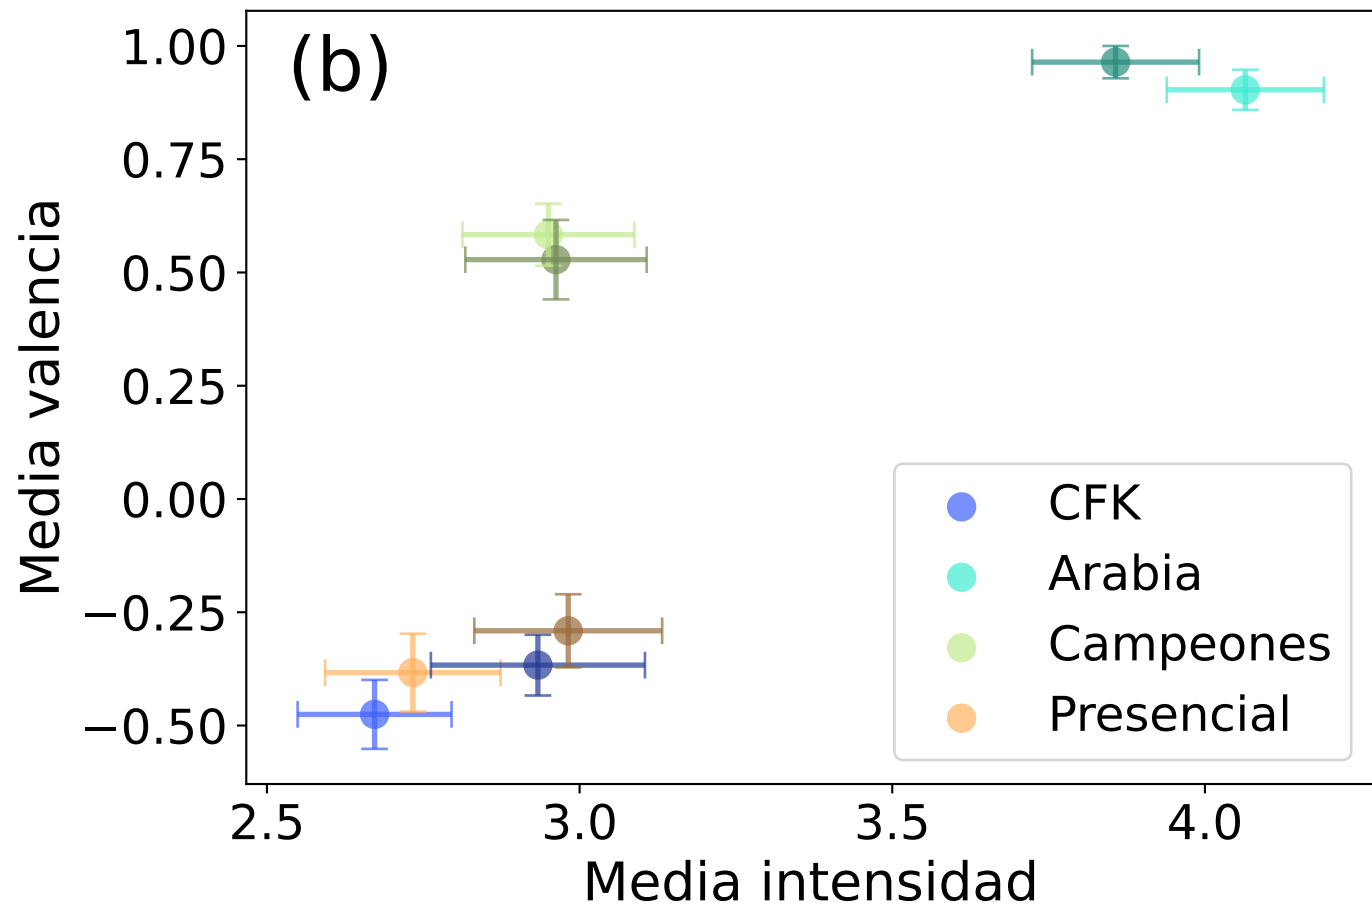 (b)
1.00
0.75
0.50
0.25
0.00
−0.25
−0.50
Media valencia
CFK
Arabia
Campeones
Presencial
2.5 3.0 3.5 4.0
Media intensidad